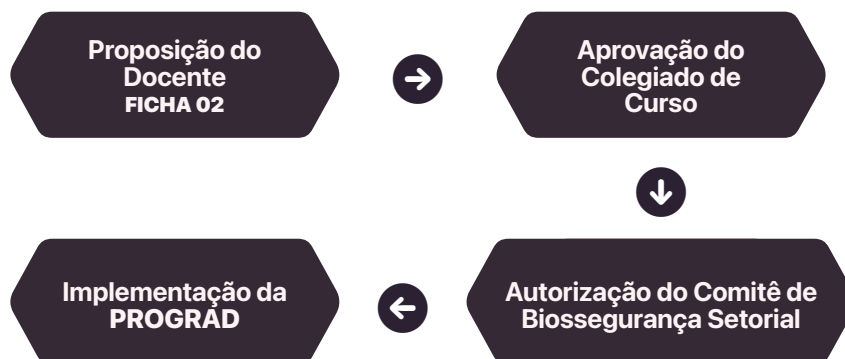 Proposição do
Docente
FICHA 02
Aprovação do
Colegiado de
Curso
Autorização do Comitê de
Biossegurança Setorial
Implementação da
PROGRAD